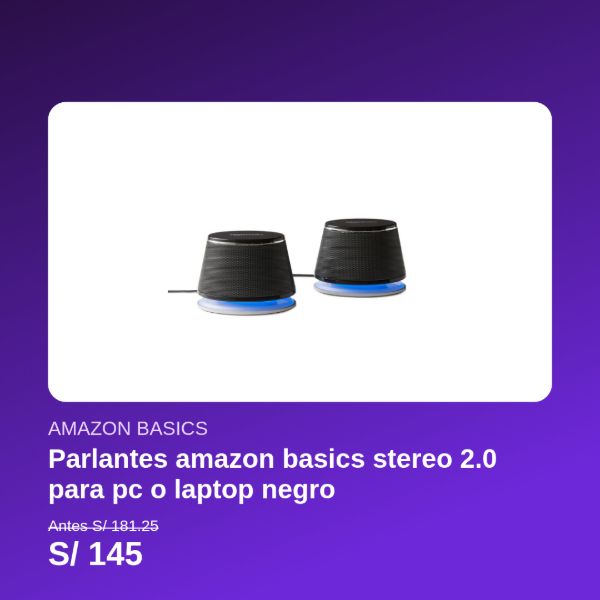 AMAZON BASICS
Parlantes amazon basics stereo 2.0
para pc o laptop negro
Antes S/ 181.25
S/ 145